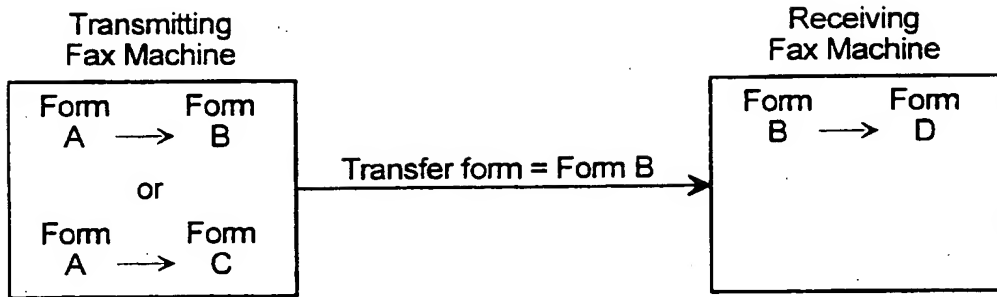 Transmitting
Fax Machine
Form Form
A → B
or
Form Form
A → C
Transfer form = Form B
Receiving
Fax Machine
Form Form
B → D